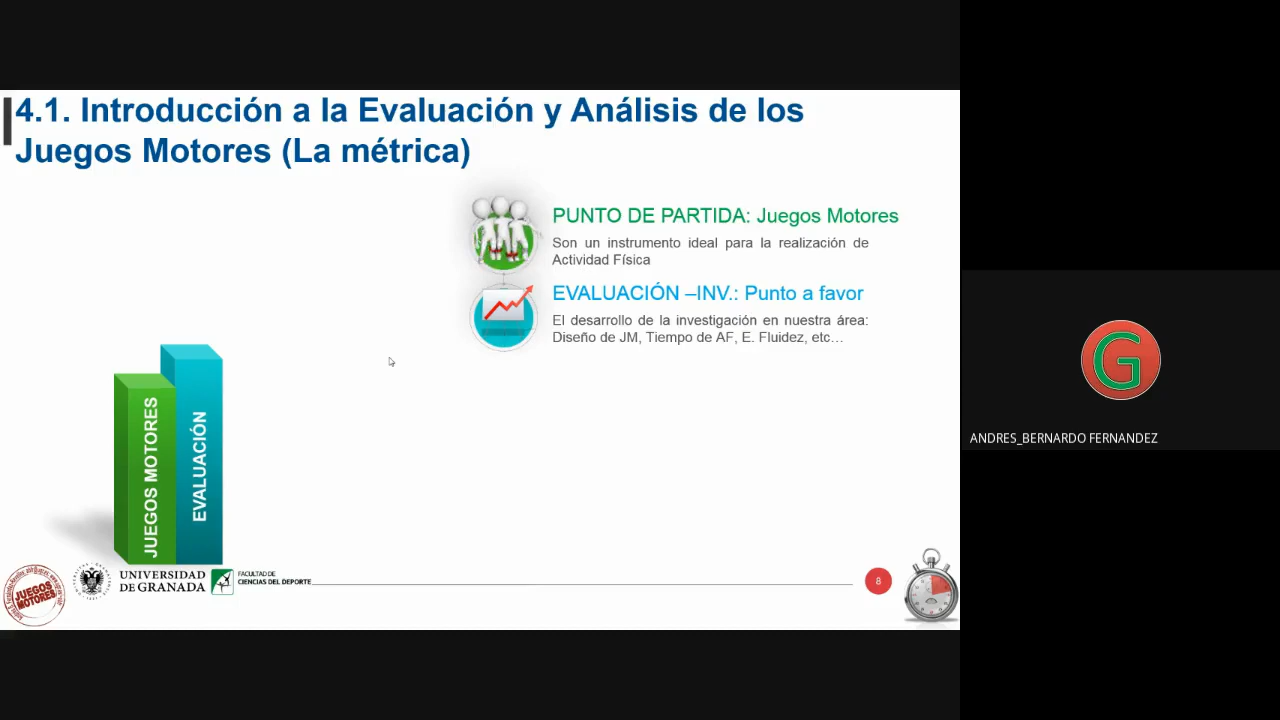 4.1. Introducción a la Evaluación y Análisis de los
Juegos Motores (La métrica)
PUNTO DE PARTIDA: Juegos Motores
Son un instrumento ideal para la realización de
Actividad Física
EVALUACIÓN –INV.: Punto a favor
El desarrollo de la investigación en nuestra área:
Diseño de JM, Tiempo de AF, E. Fluidez, etc…
JUEGOS MOTORES
EVALUACIÓN
JUEGOS
MOTORES
UNIVERSIDAD
DE GRANADA
FACULTAD DE
CIENCIAS DEL DEPORTE
8
G
ANDRES_BERNARDO FERNANDEZ